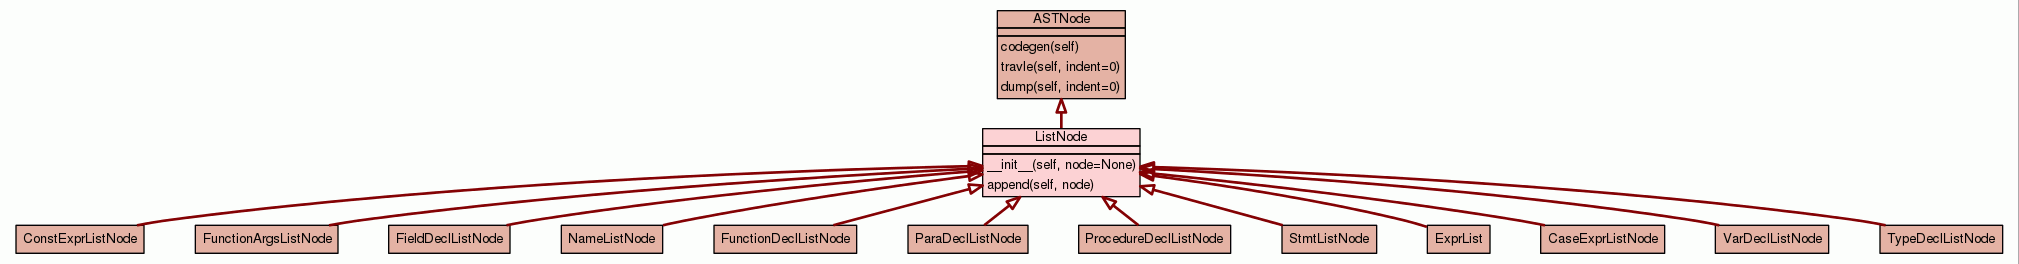 ASTNode
codegen(self)
travle(self, indent=0)
dump(self, indent=0)
ListNode
__init__(self, node=None)
append(self, node)
ConstExprListNode
FunctionArgsListNode
FieldDeclListNode
NameListNode
FunctionDeclListNode
ParaDeclListNode
ProcedureDeclListNode
StmtListNode
ExprList
CaseExprListNode
VarDeclListNode
TypeDeclListNode